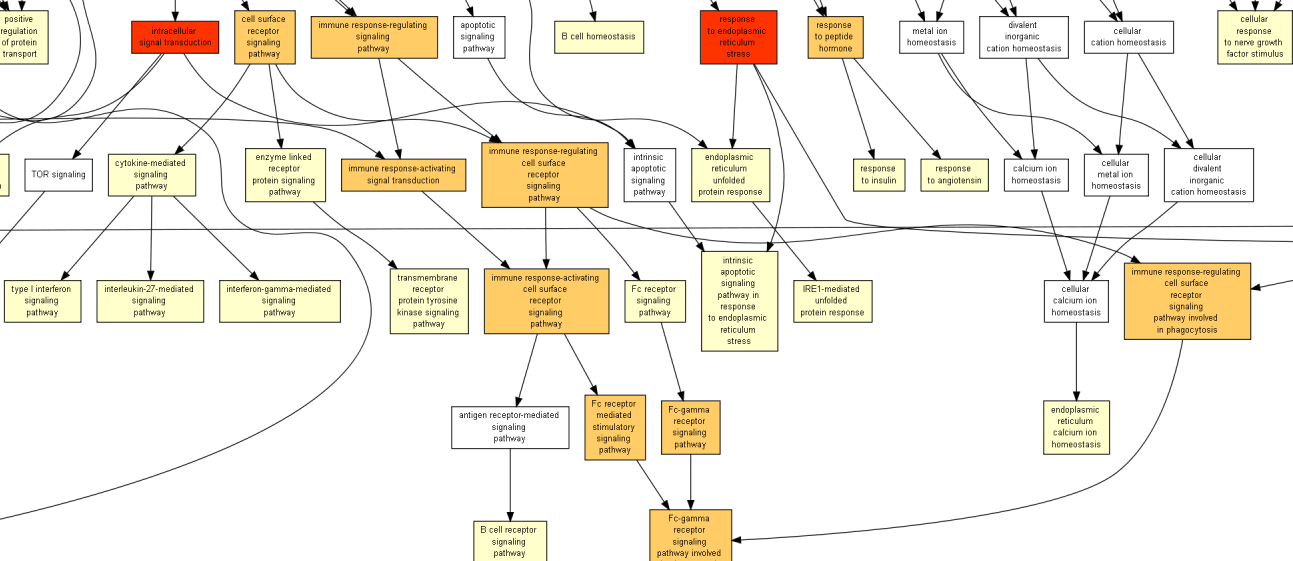 positive
regulation
of protein
transport
intracellular
signal transduction
cell surface
receptor
signaling
pathway
immune response-regulating
signaling
pathway
apoptotic
signaling
pathway
B cell homeostasis
response
to endoplasmic
reticulum
stress
response
to peptide
hormone
metal ion
homeostasis
divalent
inorganic
cation homeostasis
cellular
cation homeostasis
cellular
response
to nerve growth
factor stimulus
TOR signaling
cytokine-mediated
signaling
pathway
enzyme linked
receptor
protein signaling
pathway
immune response-activating
signal transduction
immune response-regulating
cell surface
receptor
signaling
pathway
intrinsic
apoptotic
signaling
pathway
endoplasmic
reticulum
unfolded
protein response
response
to insulin
response
to angiotensin
calcium ion
homeostasis
cellular
metal ion
homeostasis
cellular
divalent
inorganic
cation homeostasis
type I interferon
signaling
pathway
interleukin-27-mediated
signaling
pathway
interferon-gamma-mediated
signaling
pathway
transmembrane
receptor
protein tyrosine
kinase signaling
pathway
immune response-activating
cell surface
receptor
signaling
pathway
Fc receptor
signaling
pathway
intrinsic
apoptotic
signaling
pathway in
response
to endoplasmic
reticulum
stress
IRE1-mediated
unfolded
protein response
cellular
calcium ion
homeostasis
immune response-regulating
cell surface
receptor
signaling
pathway involved
in phagocytosis
antigen receptor-mediated
signaling
pathway
Fc receptor
mediated
stimulatory
signaling
pathway
Fc-gamma
receptor
signaling
pathway
endoplasmic
reticulum
calcium ion
homeostasis
B cell receptor
signaling
pathway
Fc-gamma
receptor
signaling
pathway involved